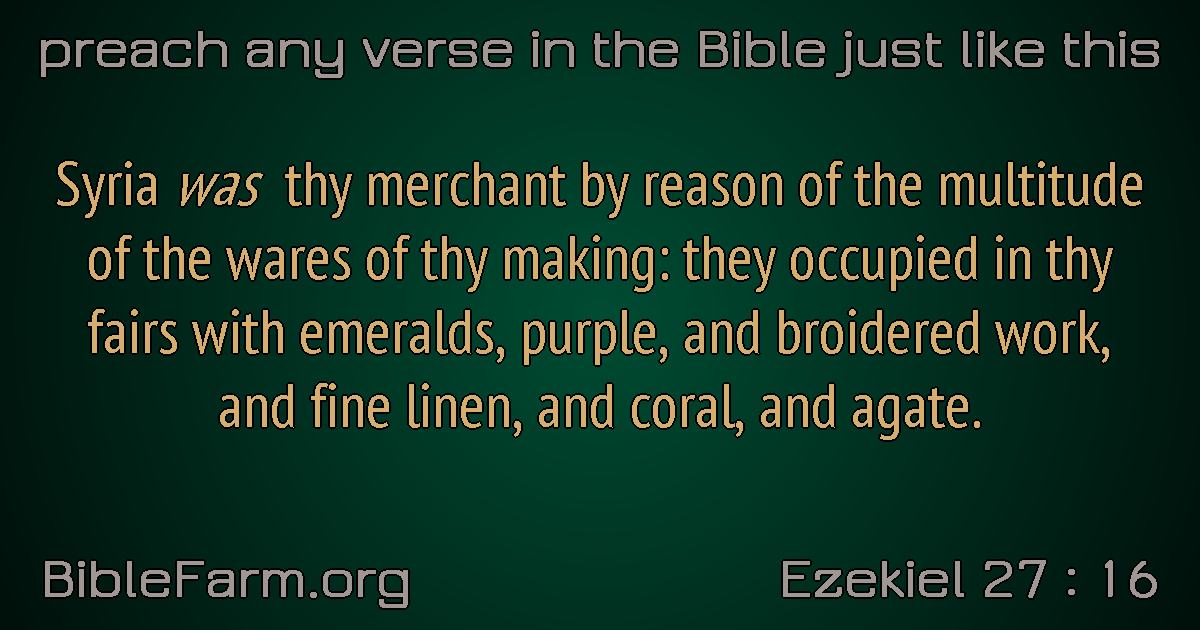 preach any verse in the Bible just like this
Syria was thy merchant by reason of the multitude
of the wares of thy making: they occupied in thy
fairs with emeralds, purple, and broidered work,
and fine linen, and coral, and agate.
BibleFarm.org
Ezekiel 27 : 16